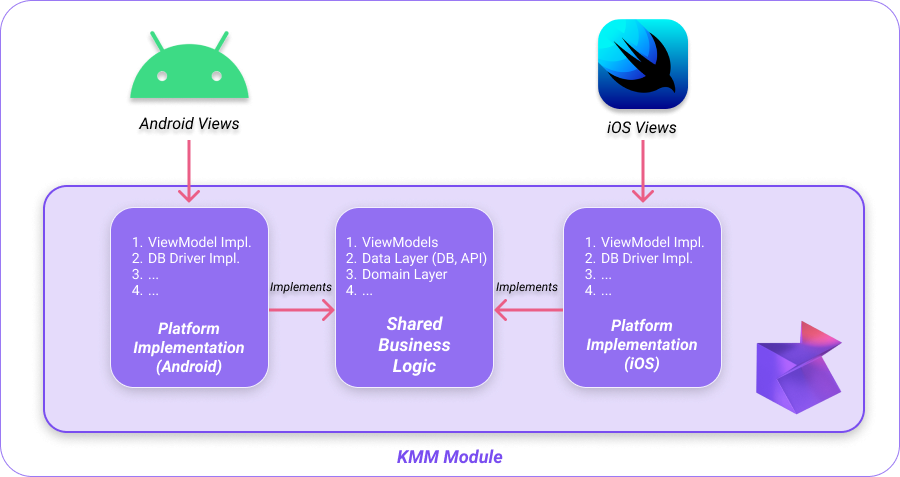 Android Views
iOS Views
1. ViewModel Impl.
2. DB Driver Impl.
3. ...
4. ...
Platform
Implementation
(Android)
Implements
1. ViewModels
2. Data Layer (DB, API)
3. Domain Layer
4. ...
Shared
Business
Logic
Implements
1. ViewModel Impl.
2. DB Driver Impl.
3. ...
4. ...
Platform
Implementation
(iOS)
KMM Module